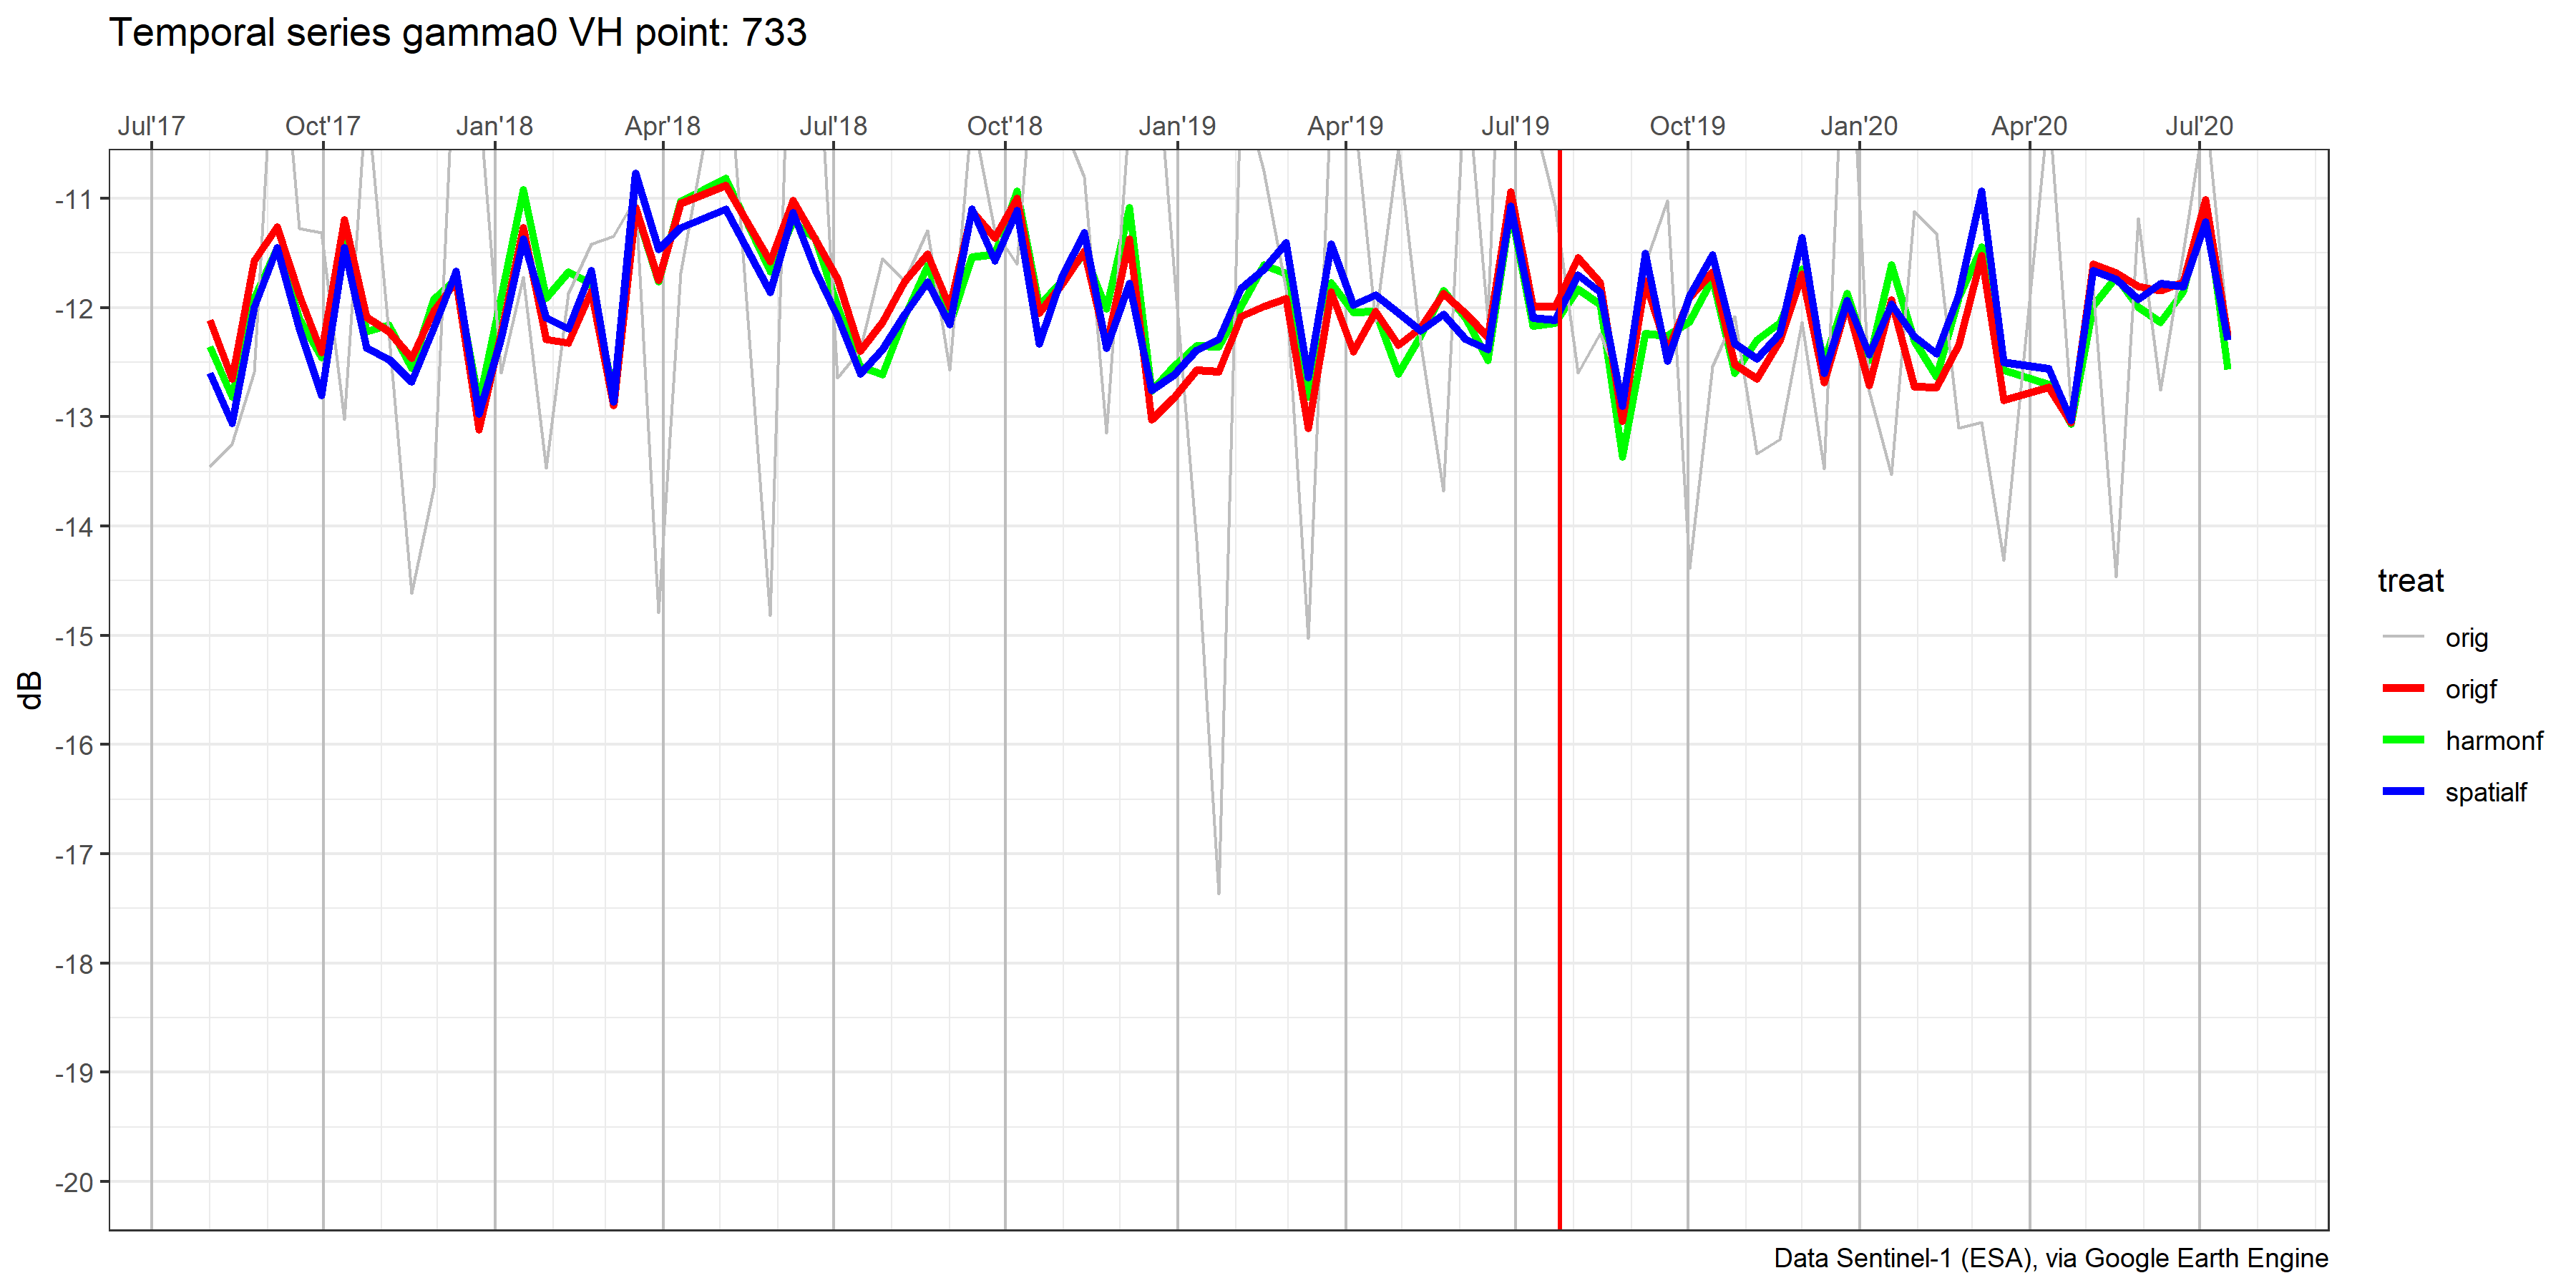 Temporal series gamma0 VH point: 733
Jul'17 Oct'17 Jan'18 Apr'18 Jul'18 Oct'18 Jan'19 Apr'19 Jul'19 Oct'19 Jan'20 Apr'20 Jul'20
-11
-12
-13
-14
-15
-16
-17
-18
-19
-20
dB
treat
orig
origf
harmonf
spatialf
Data Sentinel-1 (ESA), via Google Earth Engine